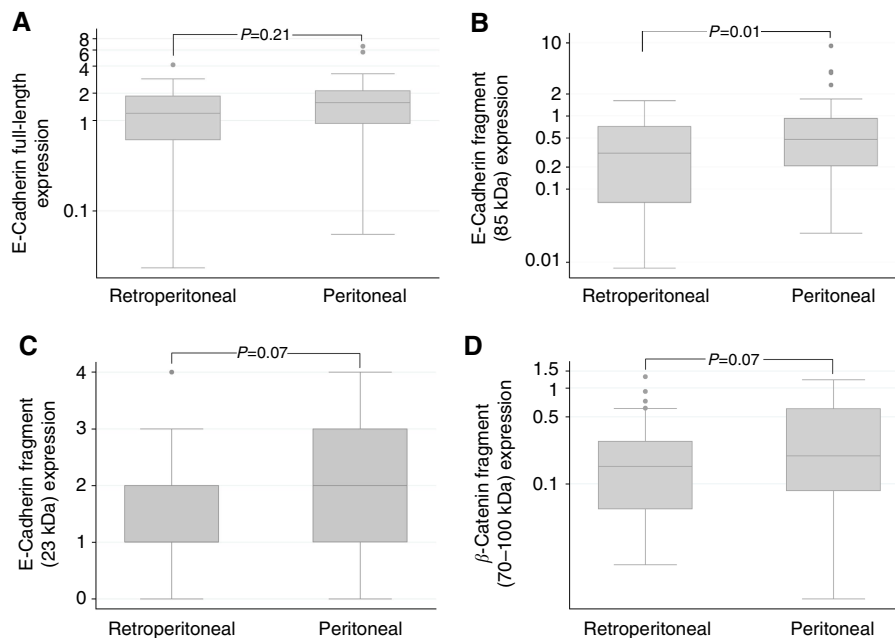 A
P=0.21
8
6
4
2
1
0.1
E-Cadherin full-length
expression
Retroperitoneal
Peritoneal
B
P=0.01
10
2
1
0.5
0.2
0.1
0.01
E-Cadherin fragment
(85 kDa) expression
Retroperitoneal
Peritoneal
C
P=0.07
4
3
2
1
0
E-Cadherin fragment
(23 kDa) expression
Retroperitoneal
Peritoneal
D
P=0.07
1.5
1
0.5
0.1
β-Catenin fragment
(70–100 kDa) expression
Retroperitoneal
Peritoneal